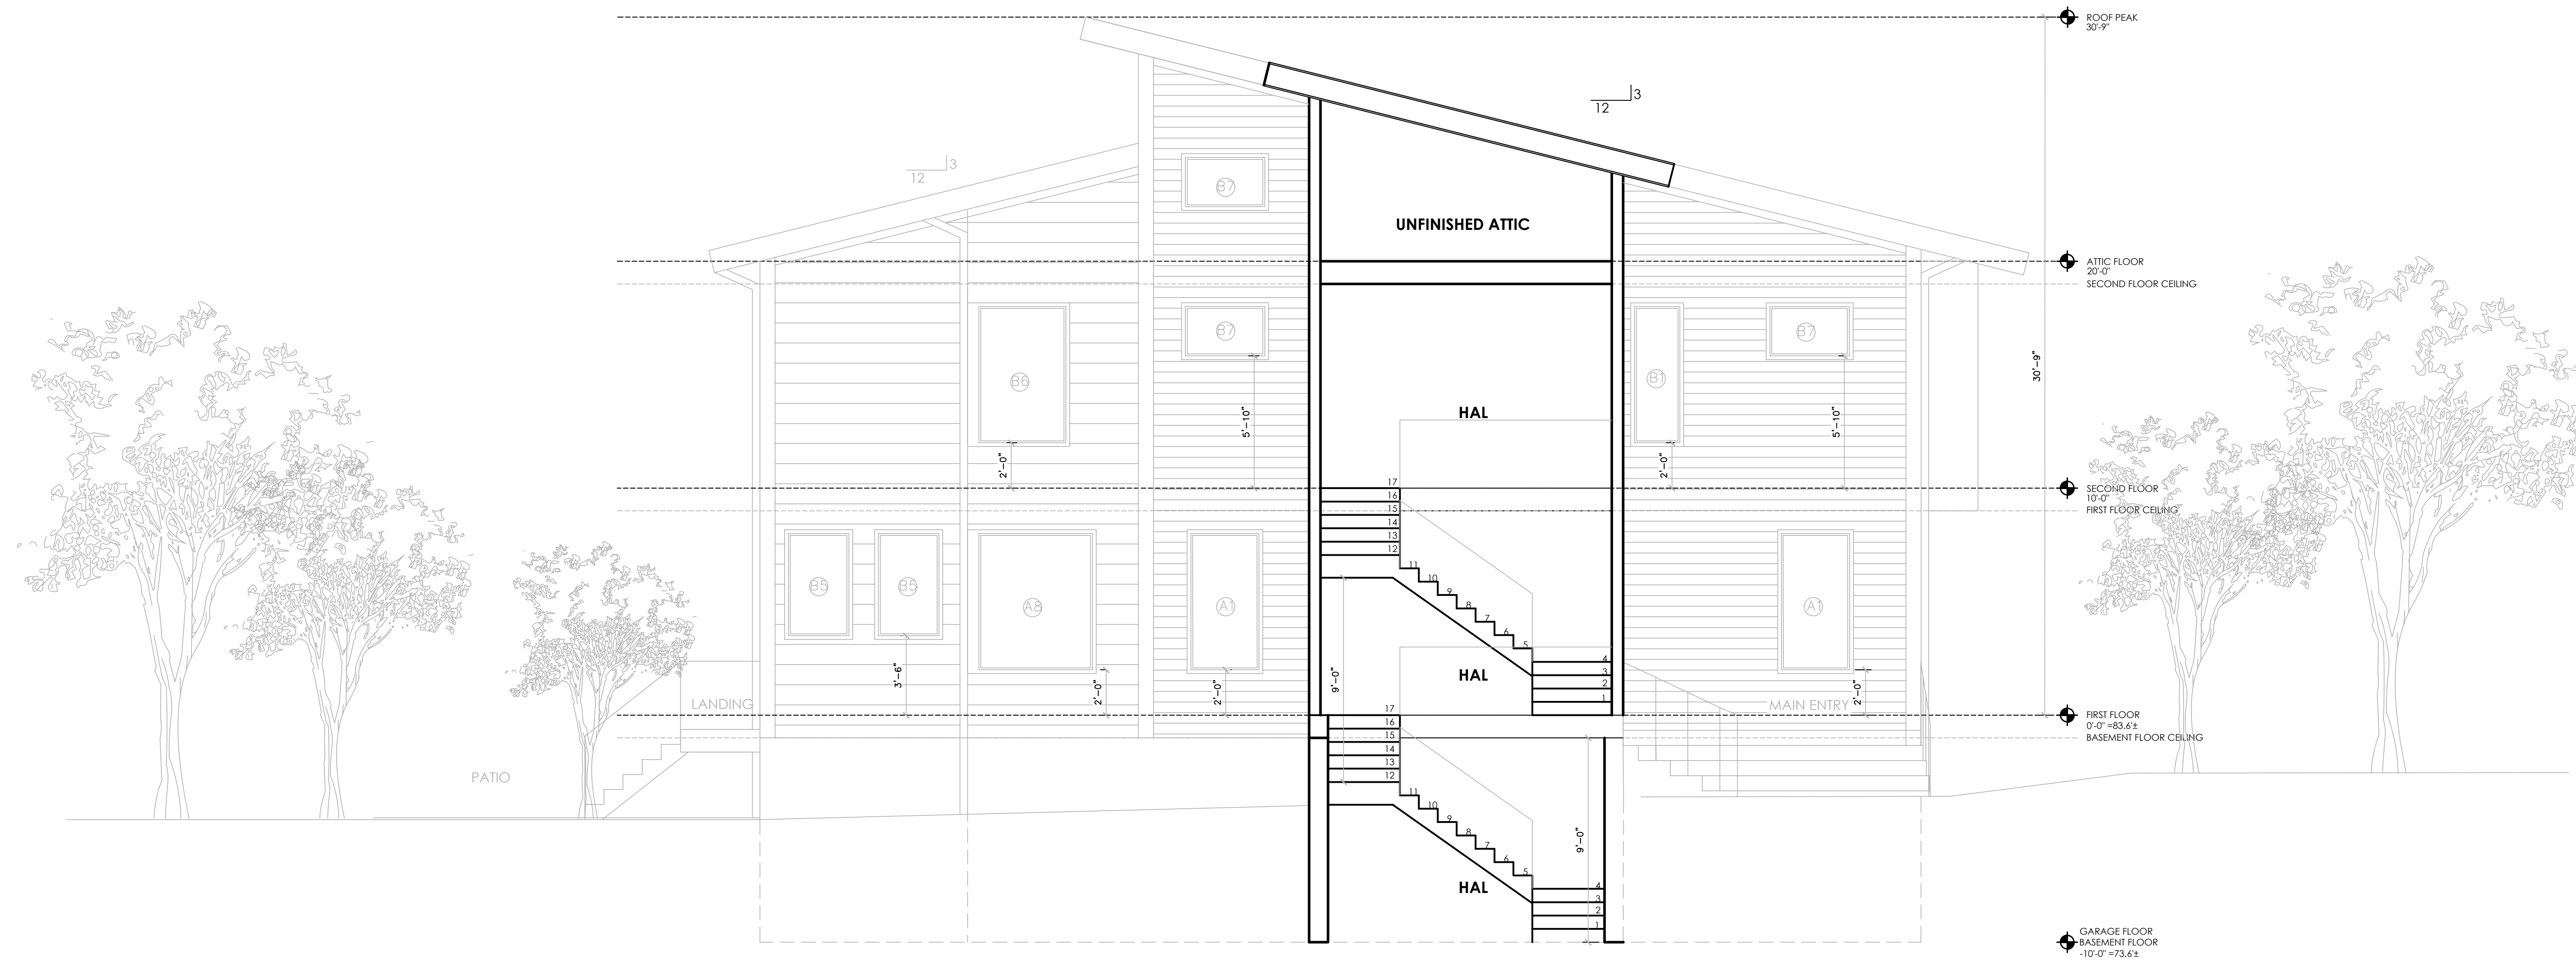 ROOF PEAK
30'-9"
3
12
3
12
B7
UNFINISHED ATTIC
ATTIC FLOOR
20'-0"
SECOND FLOOR CEILING
B7
B7
B6
B1
30'-9"
HAL
5'-10"
5'-10"
2'-0"
2'-0"
17
16
15
14
13
12
11
10
9
8
7
6
5
4
3
2
1
SECOND FLOOR
10'-0"
FIRST FLOOR CEILING
B5
B5
A8
A1
A1
3'-6"
2'-0"
2'-0"
9'-0"
HAL
2'-0"
LANDING
MAIN ENTRY
FIRST FLOOR
0'-0" =83.6'±
BASEMENT FLOOR CEILING
PATIO
17
16
15
14
13
12
11
10
9
8
7
6
5
4
3
2
1
9'-0"
HAL
GARAGE FLOOR
BASEMENT FLOOR
-10'-0" =73.6'±